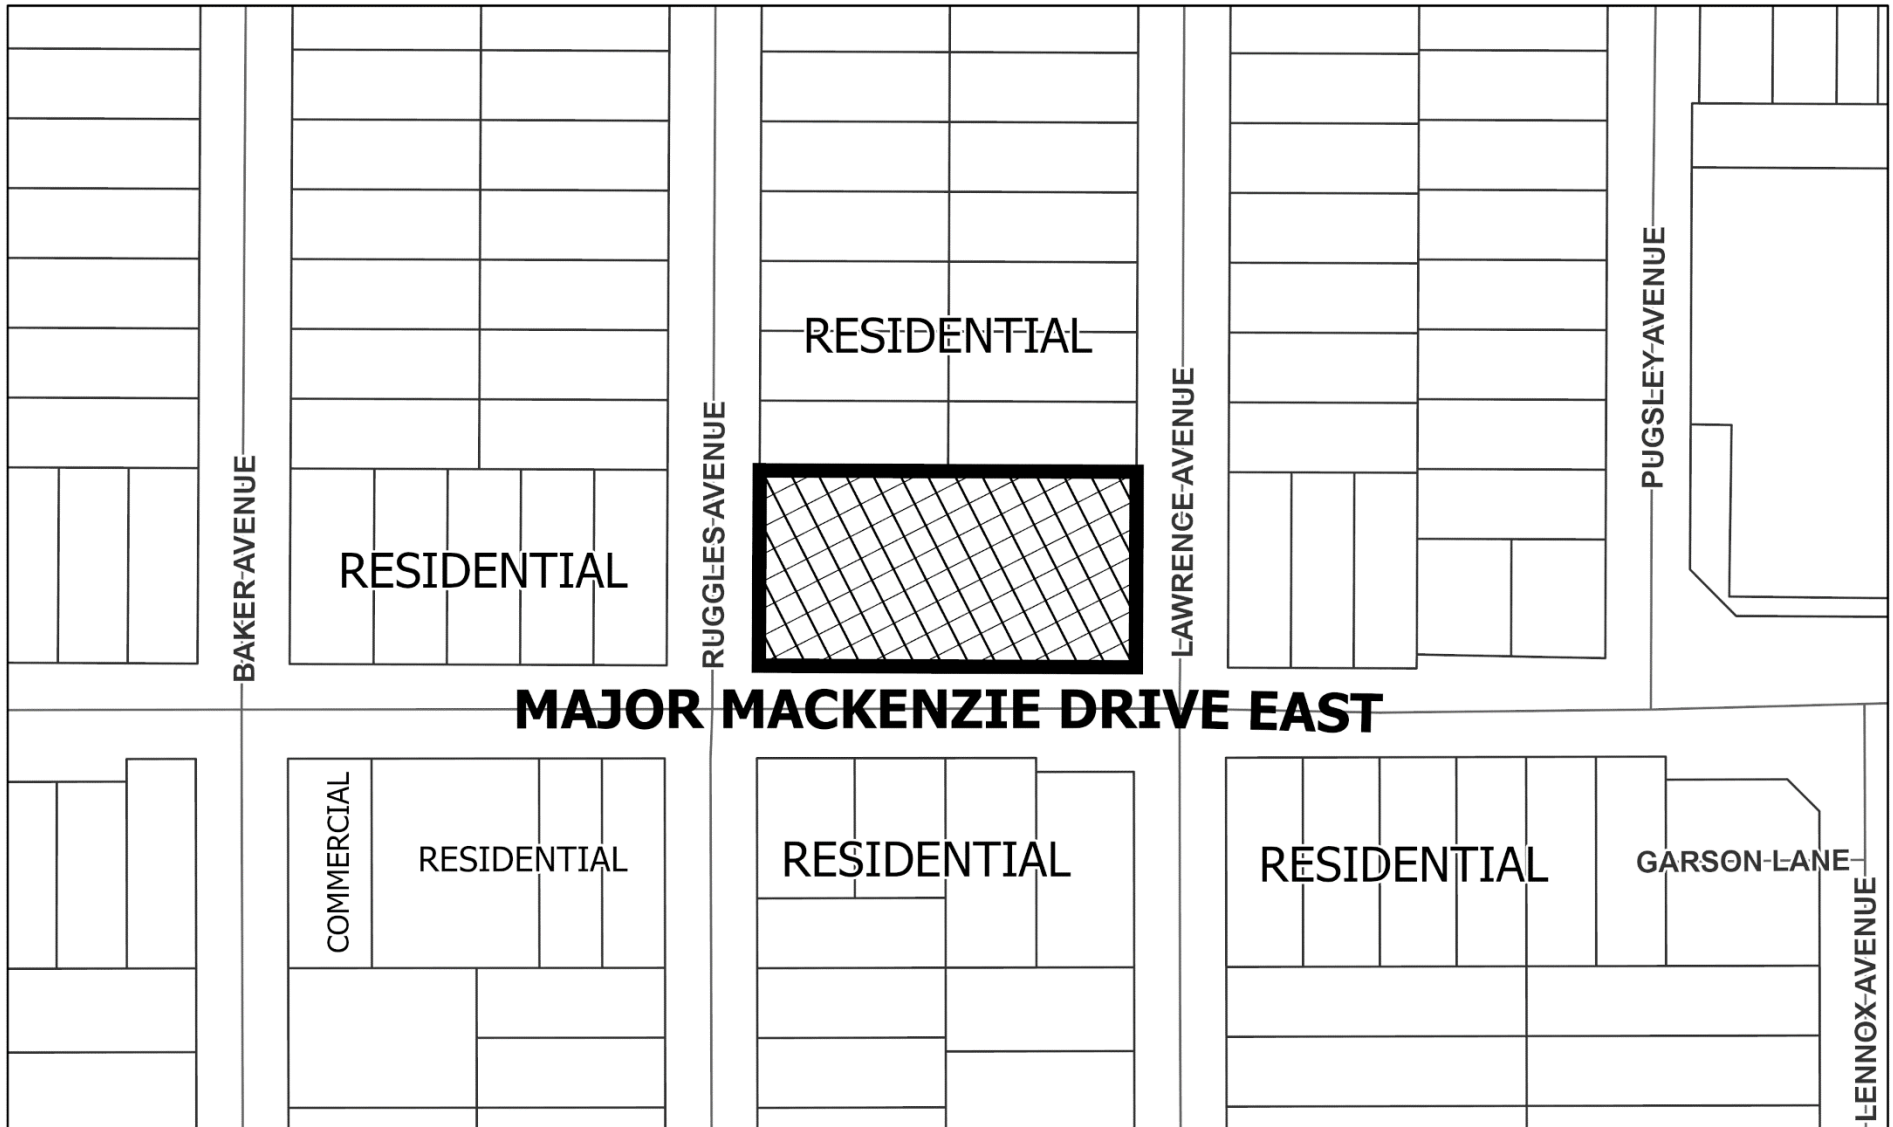 RESIDENTIAL
PUGSLEY AVENUE
LAWRENCE AVENUE
RUGGLES AVENUE
BAKER AVENUE
RESIDENTIAL
MAJOR MACKENZIE DRIVE EAST
COMMERCIAL
RESIDENTIAL
RESIDENTIAL
RESIDENTIAL
GARSON LANE
LENNOX AVENUE